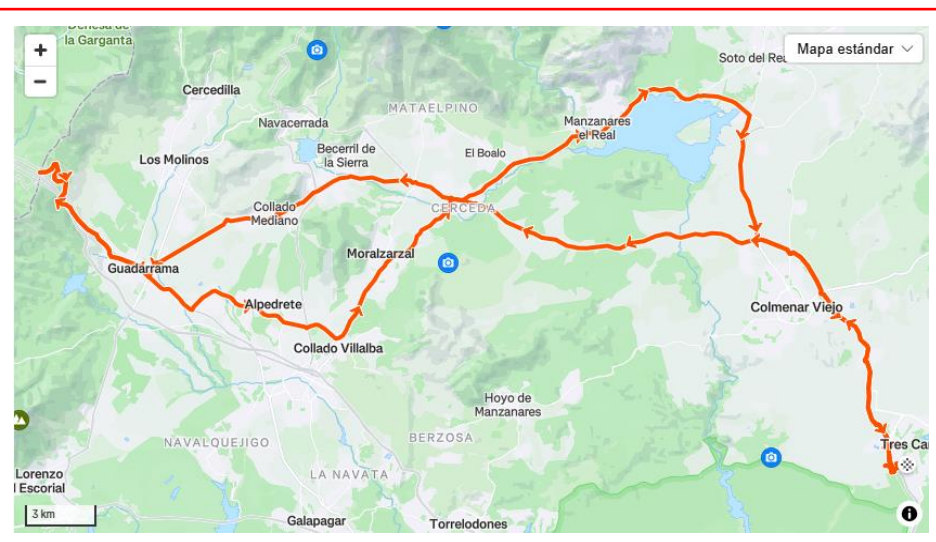 Dehesa de
la Garganta
+
−
Mapa estándar
Soto del Rea
Cercedilla
MATAELPINO
Navacerrada
Manzanares
el Real
Becerril de
la Sierra
El Boalo
Los Molinos
Collado
Mediano
CERCEDA
Moralzarzal
Guadarrama
Alpedrete
Colmenar Viejo
Collado Villalba
Hoyo de
Manzanares
BERZOSA
NAVALQUEJIGO
Tres Ca
LA NAVATA
Lorenzo
l Escorial
3 km
Galapagar
Torrelodones
i